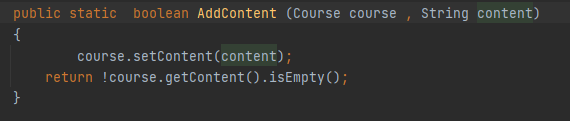 public static  boolean AddContent (Course course , String content)
{
        course.setContent(content);
    return !course.getContent().isEmpty();
}